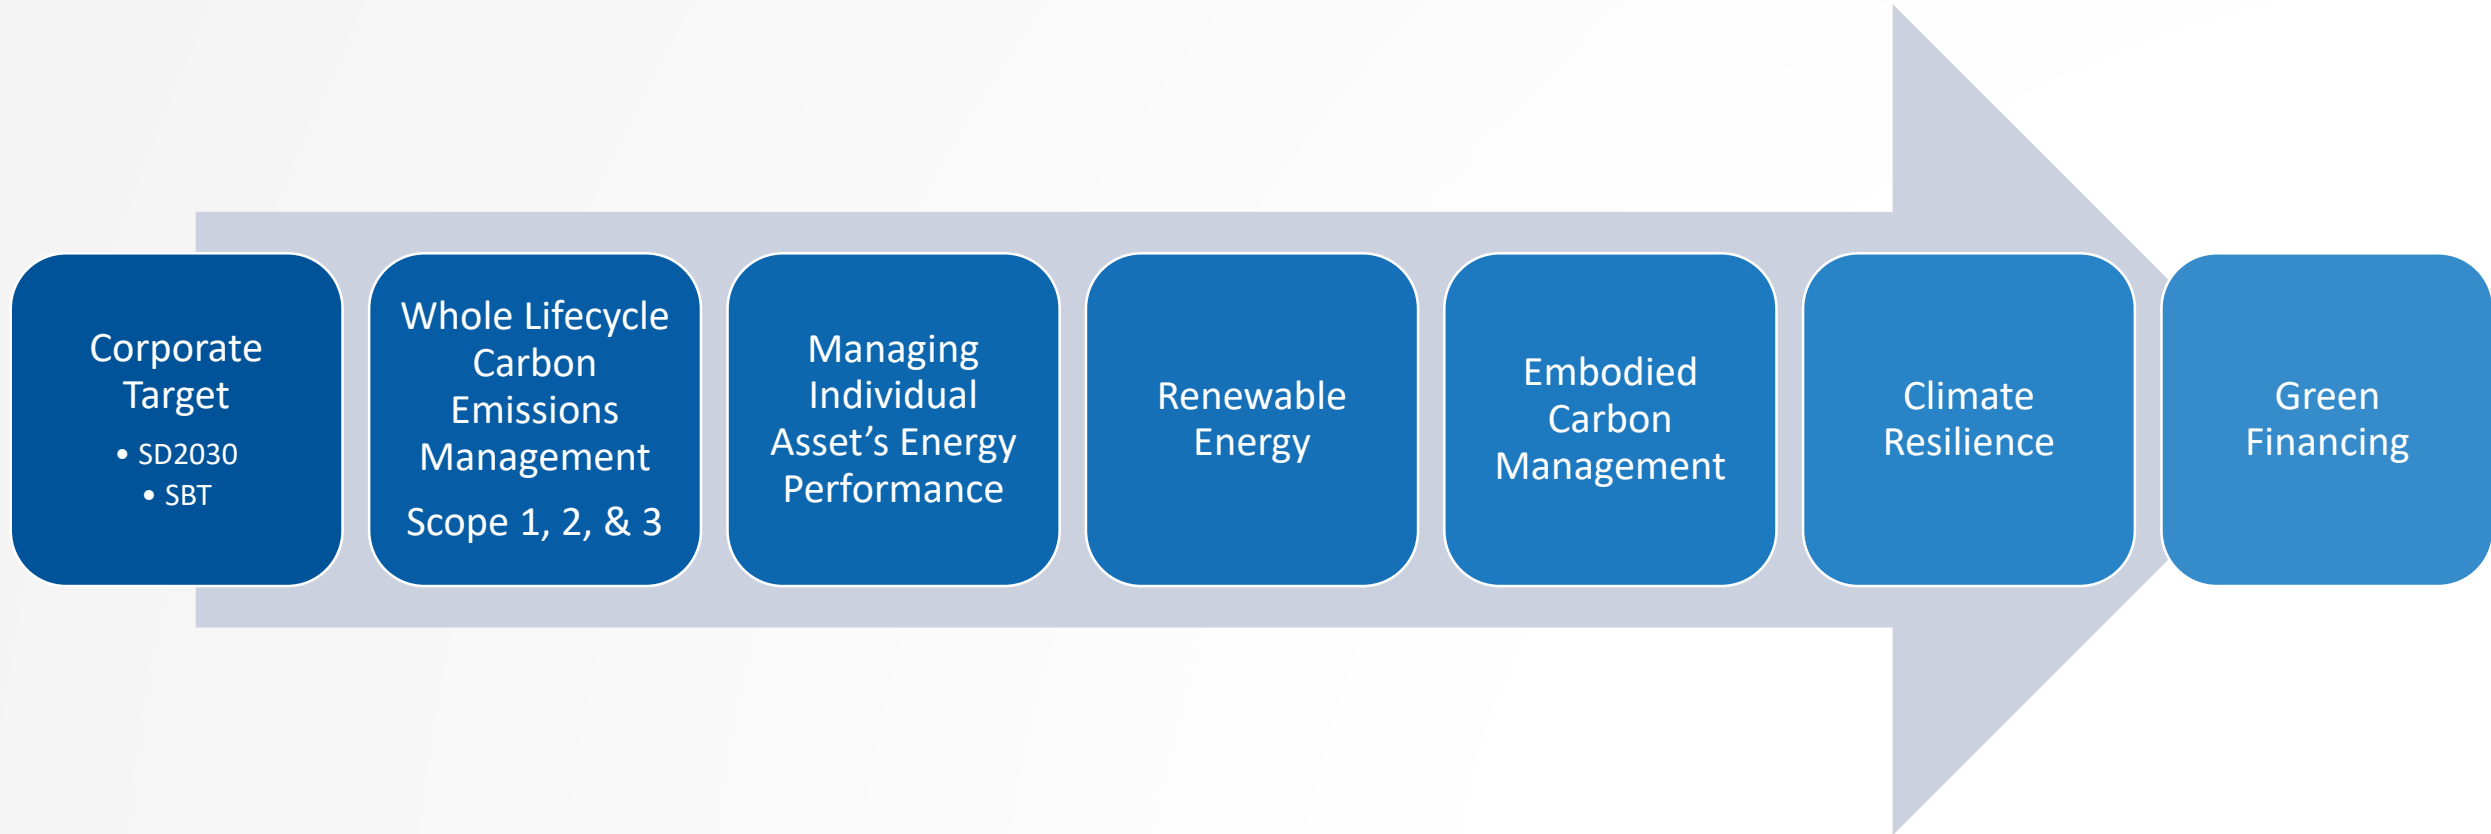 Corporate
Target
• SD2030
• SBT
Whole Lifecycle
Carbon
Emissions
Management
Scope 1, 2, & 3
Managing
Individual
Asset’s Energy
Performance
Renewable
Energy
Embodied
Carbon
Management
Climate
Resilience
Green
Financing